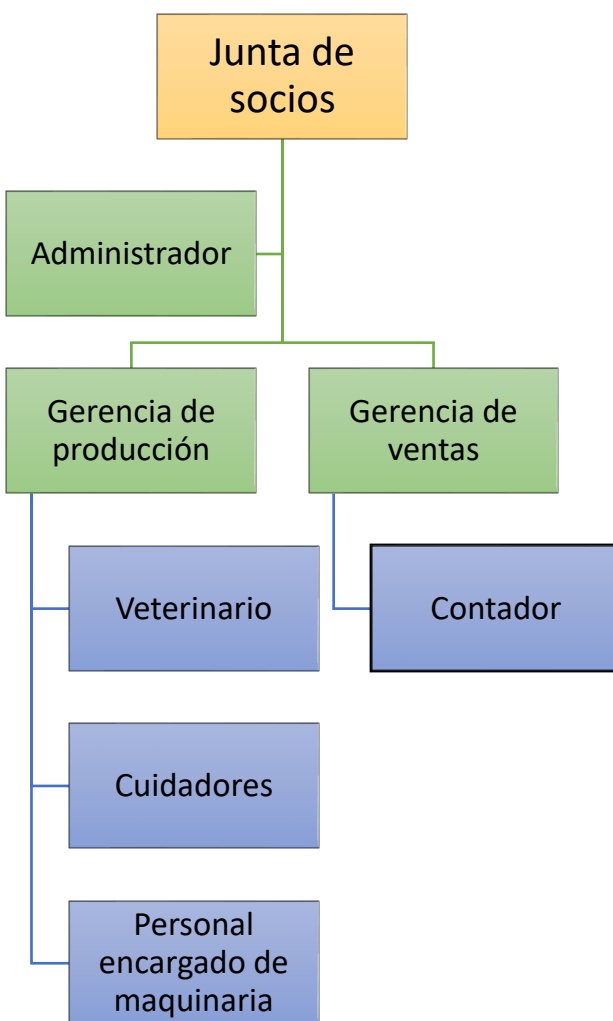 Junta de
socios
Administrador
Gerencia de
producción
Gerencia de
ventas
Veterinario
Contador
Cuidadores
Personal
encargado de
maquinaria